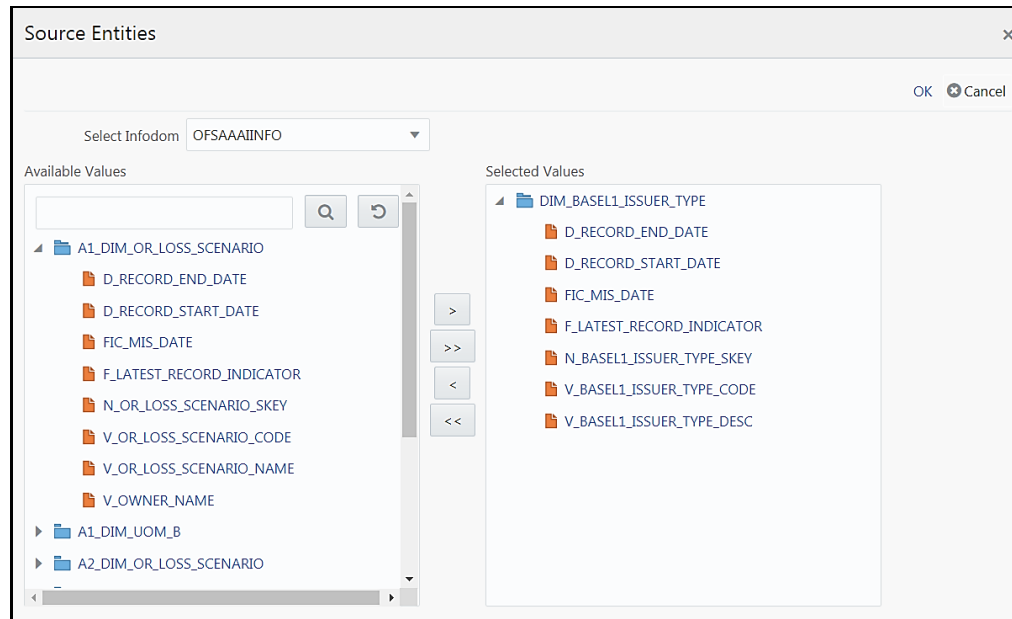 Source Entities
OK Cancel
Select Infodom OFSAAAIINFO
Available Values
A1_DIM_OR_LOSS_SCENARIO
D_RECORD_END_DATE
D_RECORD_START_DATE
FIC_MIS_DATE
F_LATEST_RECORD_INDICATOR
N_OR_LOSS_SCENARIO_SKEY
V_OR_LOSS_SCENARIO_CODE
V_OR_LOSS_SCENARIO_NAME
V_OWNER_NAME
A1_DIM_UOM_B
A2_DIM_OR_LOSS_SCENARIO
>
>>
<
<<
Selected Values
DIM_BASEL1_ISSUER_TYPE
D_RECORD_END_DATE
D_RECORD_START_DATE
FIC_MIS_DATE
F_LATEST_RECORD_INDICATOR
N_BASEL1_ISSUER_TYPE_SKEY
V_BASEL1_ISSUER_TYPE_CODE
V_BASEL1_ISSUER_TYPE_DESC